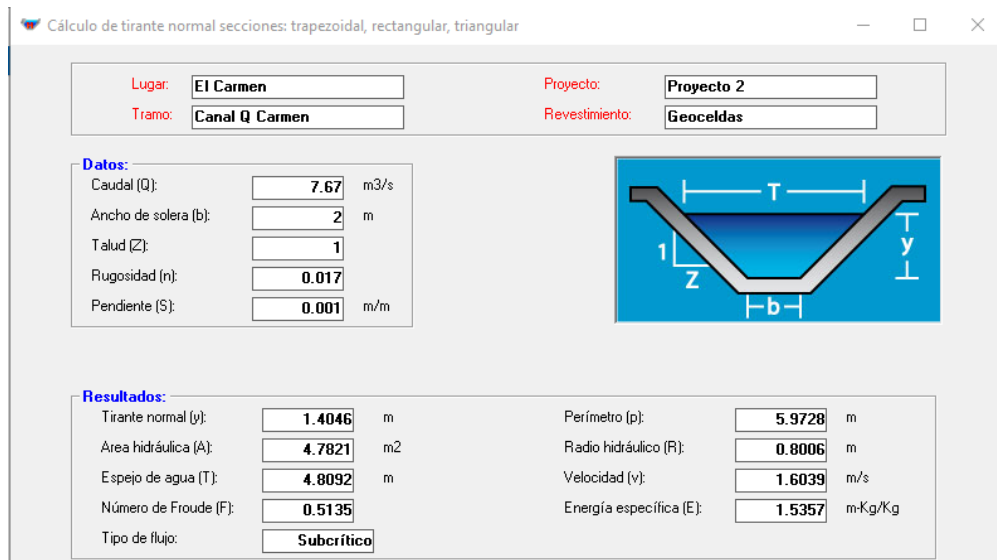 Cálculo de tirante normal secciones: trapezoidal, rectangular, triangular
Lugar: El Carmen Proyecto: Proyecto 2
Tramo: Canal Q Carmen Revestimiento: Geoceldas
Datos:
Caudal (Q): 7.67 m3/s
Ancho de solera (b): 2 m
Talud (Z): 1
Rugosidad (n): 0.017
Pendiente (S): 0.001 m/m
T
y
1
Z
b
Resultados:
Tirante normal (y): 1.4046 m Perímetro (p): 5.9728 m
Area hidráulica (A): 4.7821 m2 Radio hidráulico (R): 0.8006 m
Espejo de agua (T): 4.8092 m Velocidad (v): 1.6039 m/s
Número de Froude (F): 0.5135 Energía específica (E): 1.5357 m-Kg/Kg
Tipo de flujo: Subcrítico